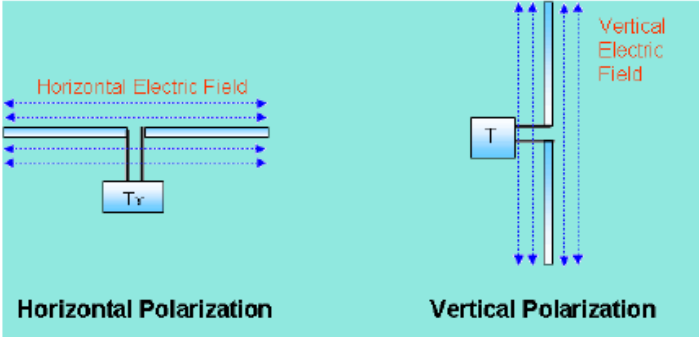 Horizontal Electric Field
Tr
Horizontal Polarization
Vertical
Electric
Field
T
Vertical Polarization